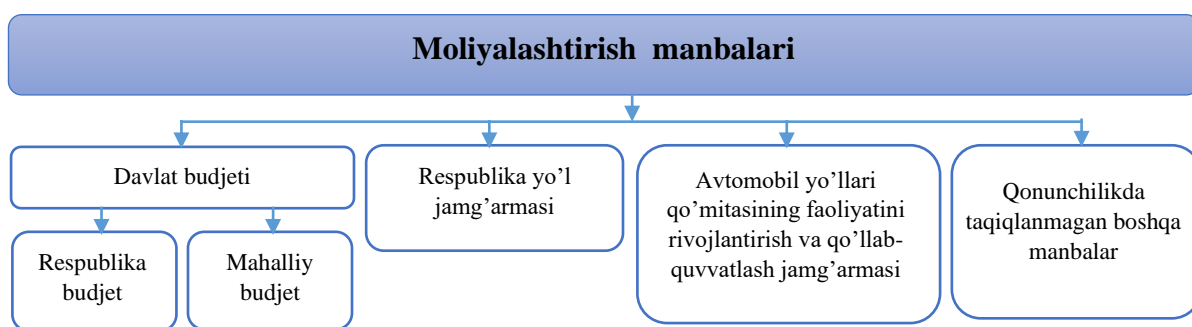 Moliyalashtirish manbalari
Davlat budjeti
Respublika yo’l
jamg’armasi
Avtomobil yo’llari
qo’mitasining faoliyatini
rivojlantirish va qo’llab-
quvvatlash jamg’armasi
Qonunchilikda
taqiqlanmagan boshqa
manbalar
Respublika
budjet
Mahalliy
budjet